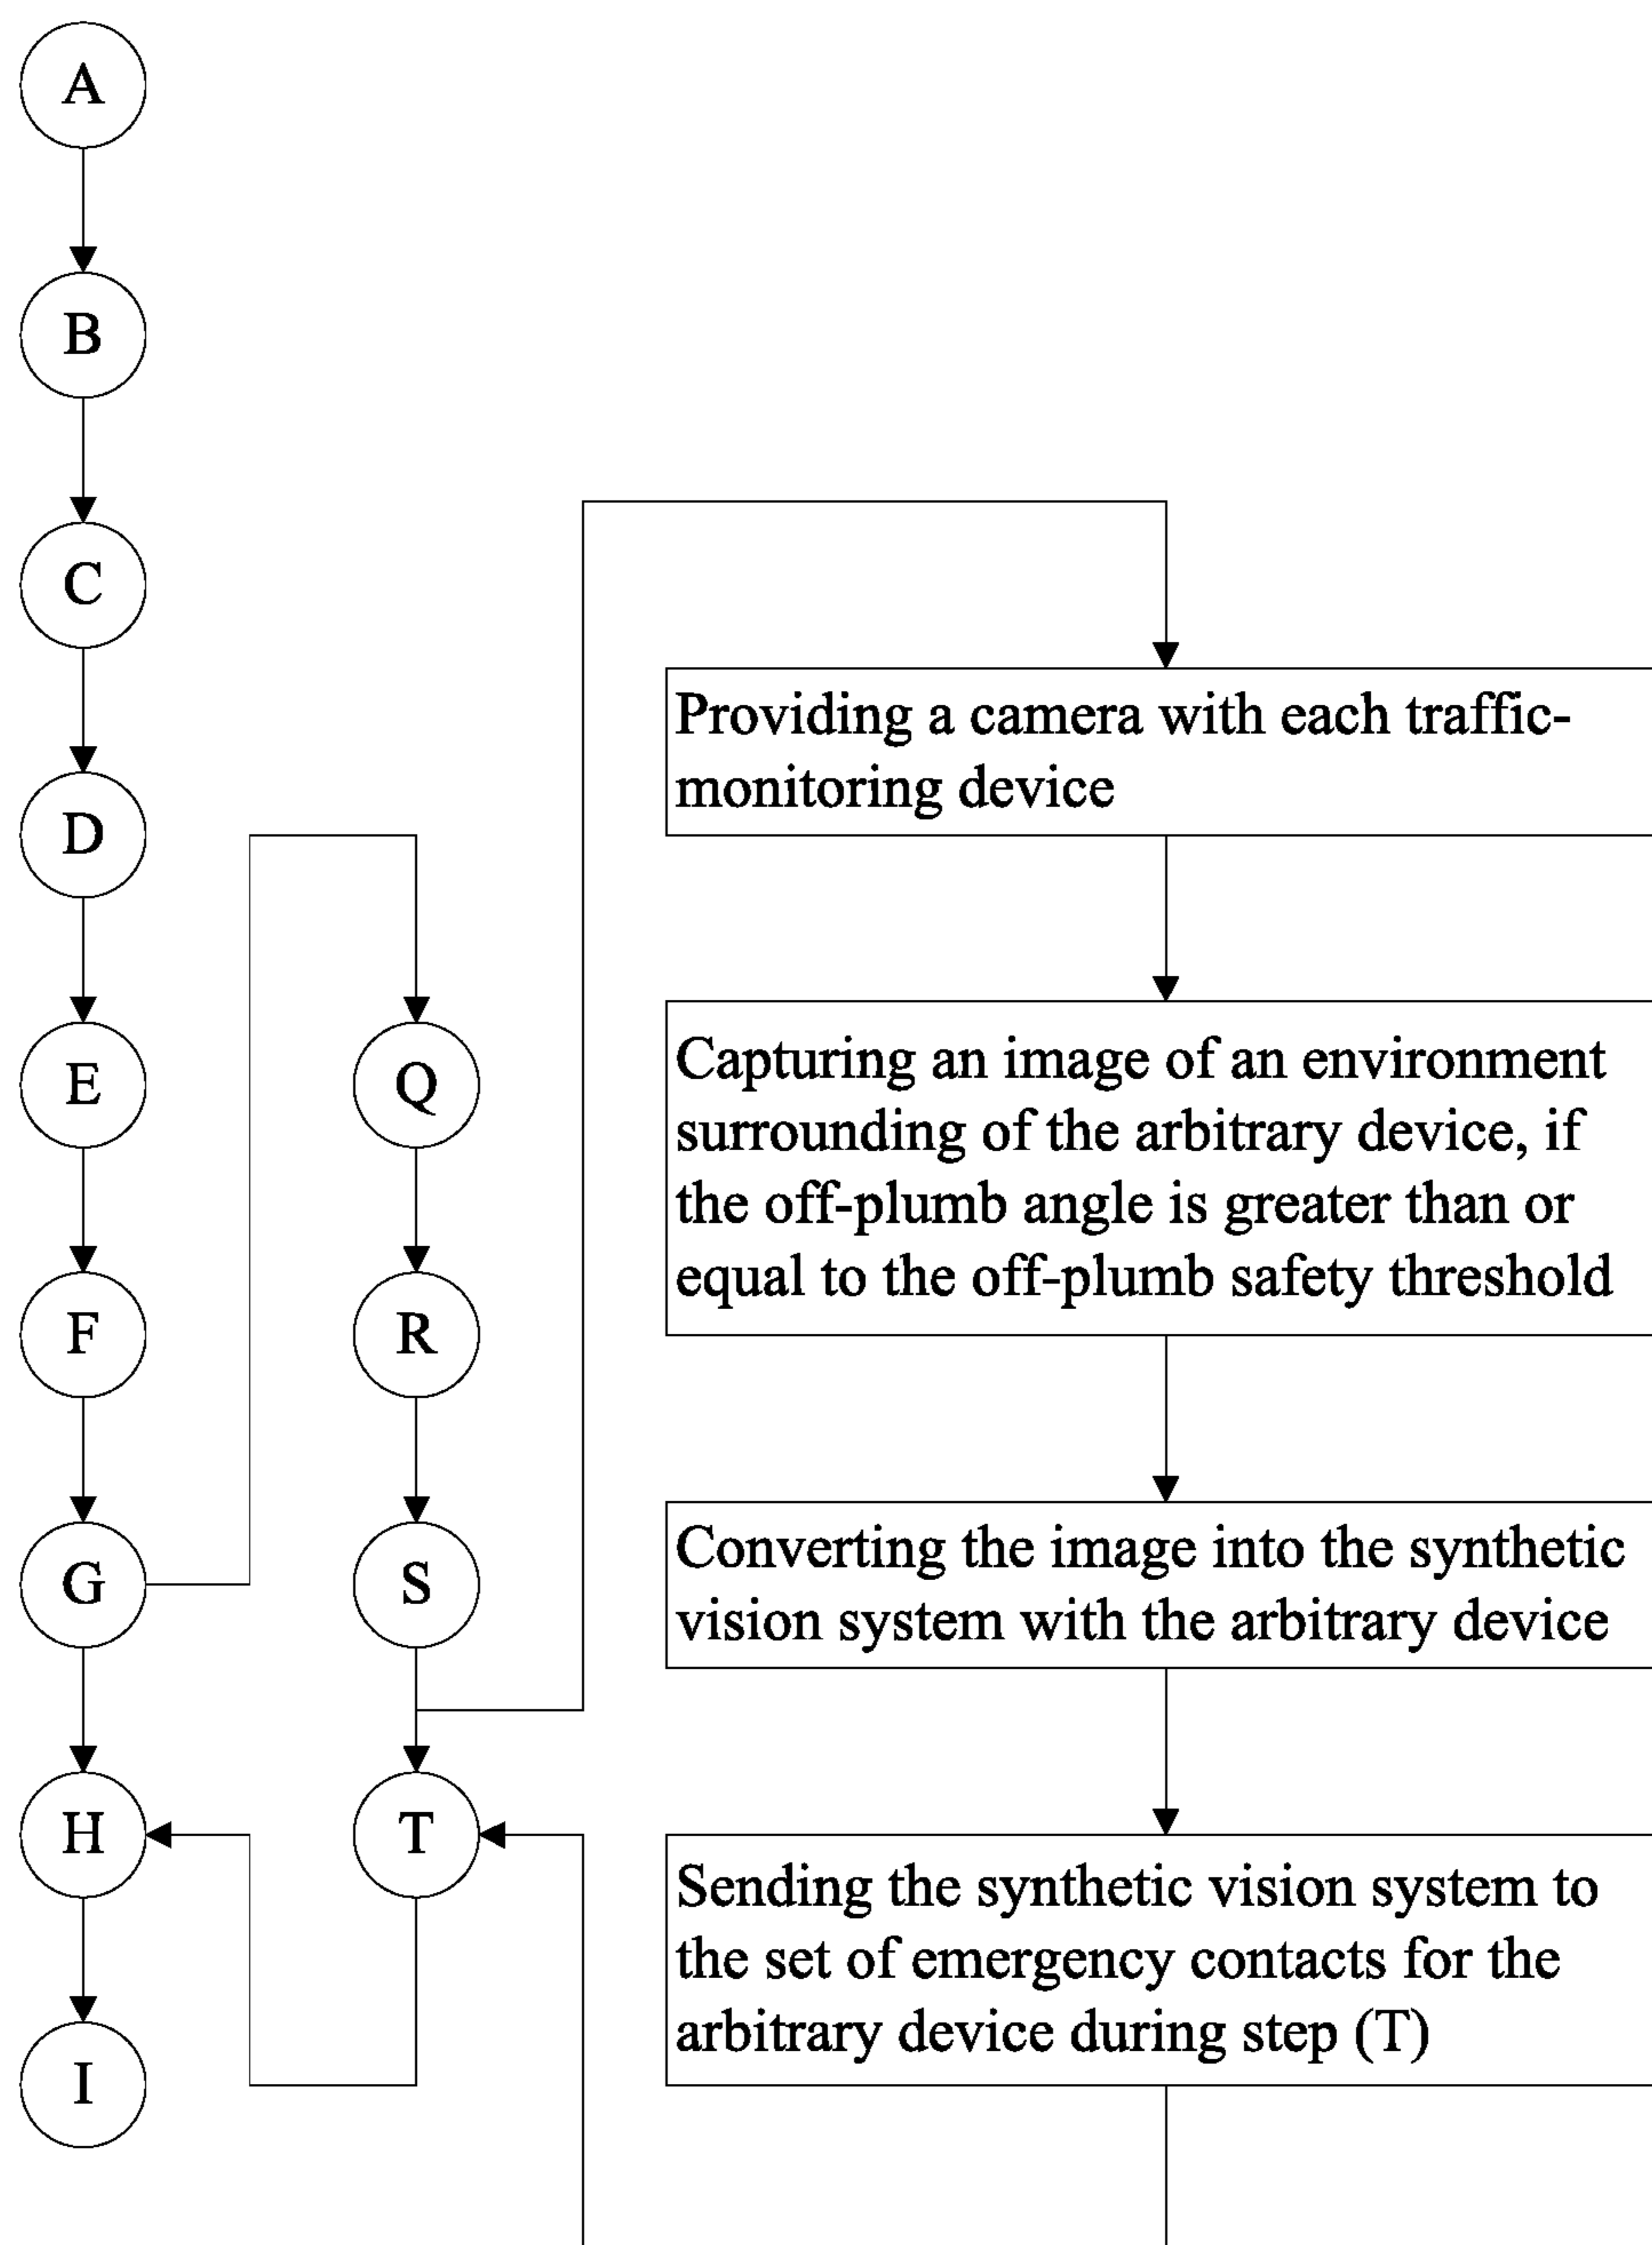 A
B
C
D
E
F
G
H
I
Q
R
S
T
Providing a camera with each traffic-
monitoring device
Capturing an image of an environment
surrounding of the arbitrary device, if
the off-plumb angle is greater than or
equal to the off-plumb safety threshold
Converting the image into the synthetic
vision system with the arbitrary device
Sending the synthetic vision system to
the set of emergency contacts for the
arbitrary device during step (T)